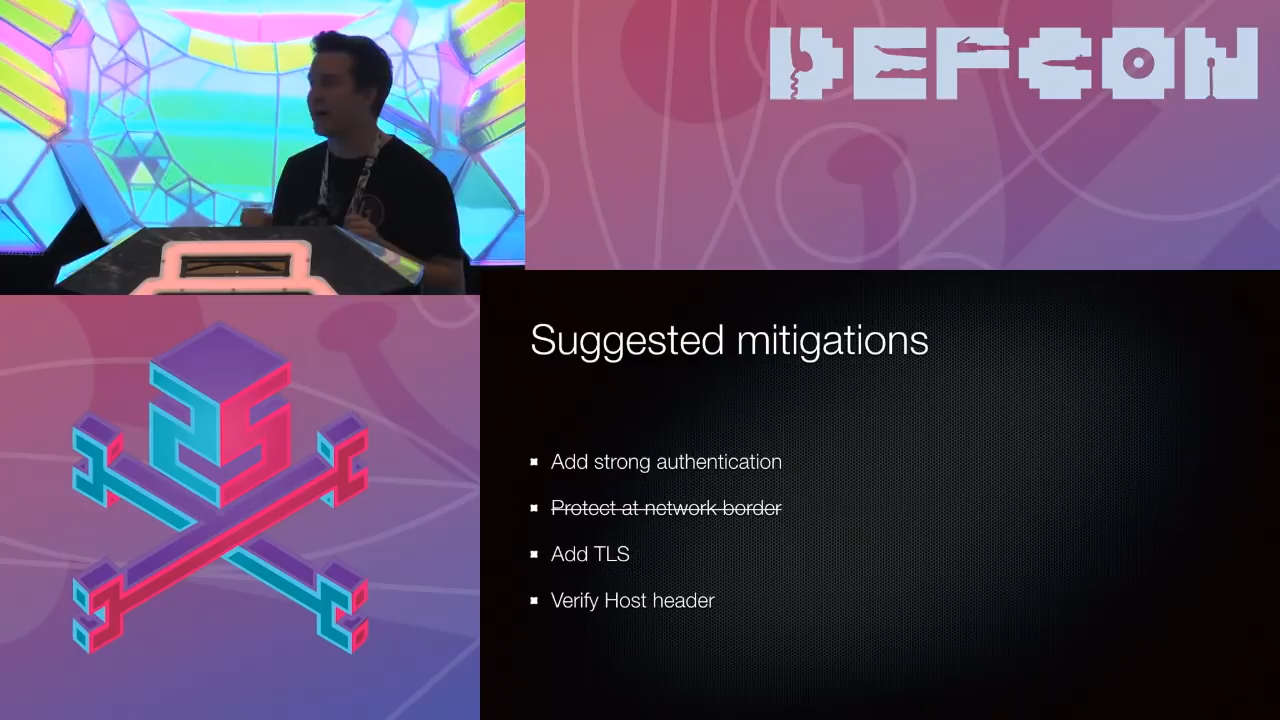 DEFCON
Suggested mitigations
Add strong authentication
Protect at network border
Add TLS
Verify Host header